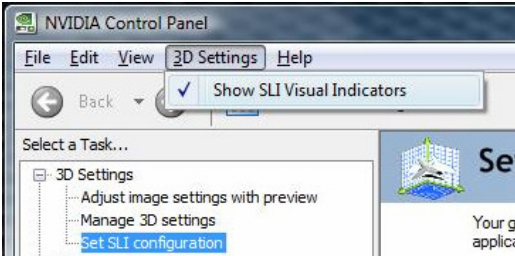 NVIDIA Control Panel
File Edit View 3D Settings Help
Back
Show SLI Visual Indicators
Select a Task...
3D Settings
Adjust image settings with preview
Manage 3D settings
Set SLI configuration
Se
Your g
applica